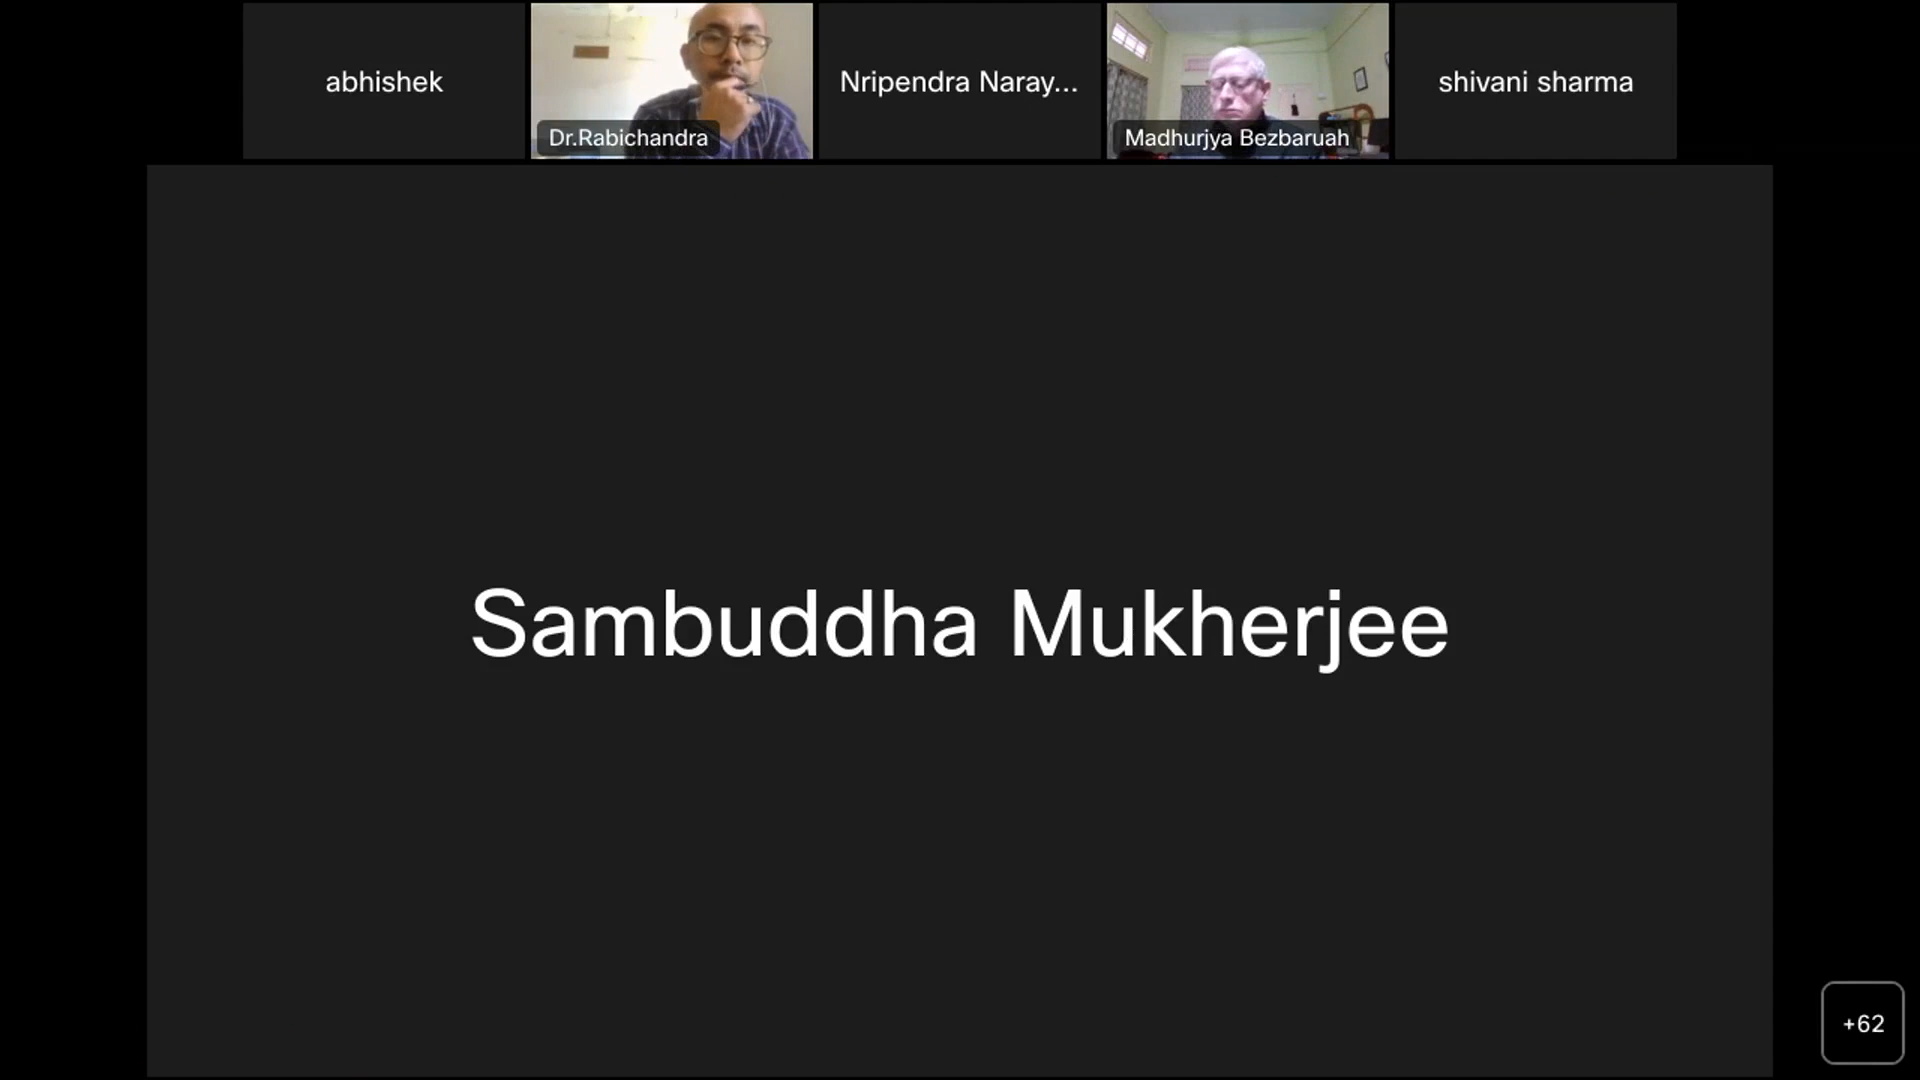 abhishek
Dr.Rabichandra
Nripendra Naray...
Madhurjya Bezbaruah
shivani sharma
Sambuddha Mukherjee
+62